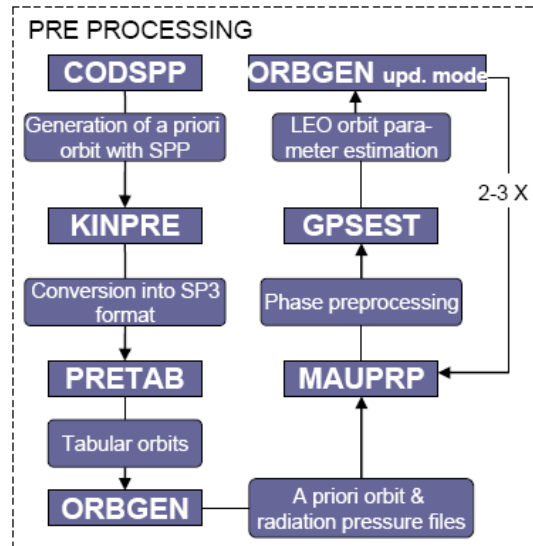 PRE PROCESSING
CODSPP
Generation of a priori
orbit with SPP
KINPRE
Conversion into SP3
format
PRETAB
Tabular orbits
ORBGEN
A priori orbit &
radiation pressure files
MAUPRP
Phase preprocessing
GPSEST
LEO orbit para-
meter estimation
ORBGEN upd. mode
2-3 X